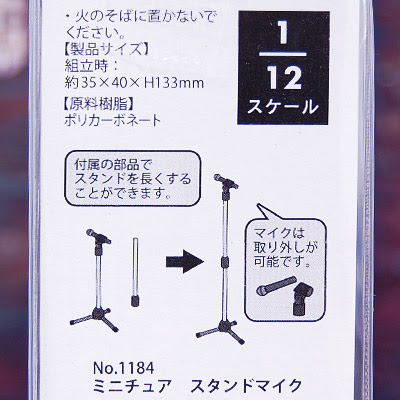 ・火のそばに置かないで
ください。
【製品サイズ】
組立時：
約35×40×H133mm
【原料樹脂】
ポリカーボネート
1
12
スケール
付属の部品で
スタンドを長くする
ことができます。
マイクは
取り外しが
可能です。
No.1184
ミニチュア　スタンドマイク